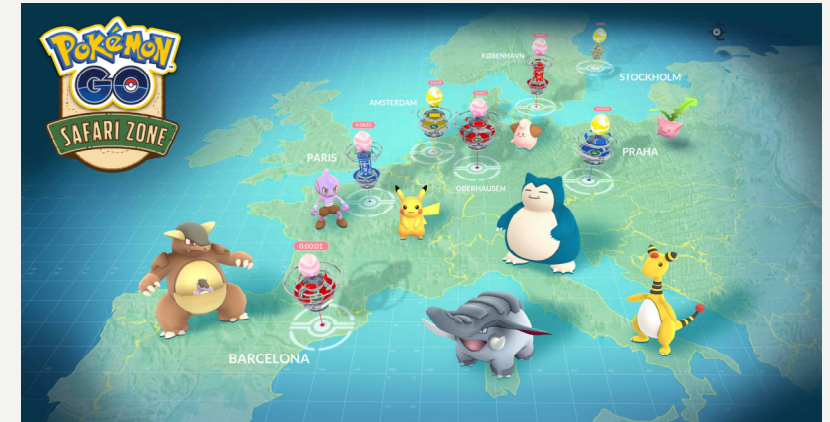 POKÉMON
GO
SAFARI ZONE
KØBENHAVN
STOCKHOLM
AMSTERDAM
PRAHA
PARIS
OBERHAUSEN
0:00:01
BARCELONA